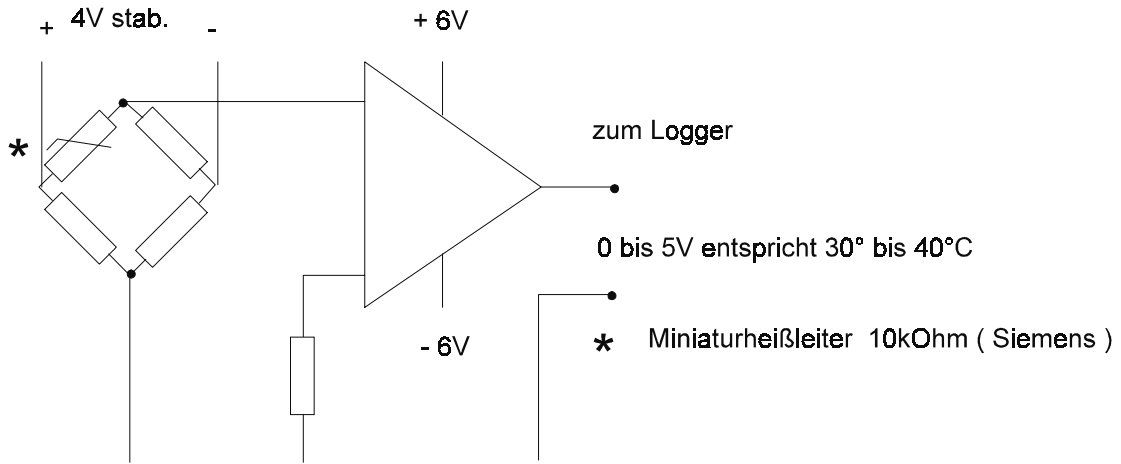 + 4V stab. -
+ 6V
*
zum Logger
0 bis 5V entspricht 30° bis 40°C
- 6V
* Miniaturheißleiter 10kOhm ( Siemens )